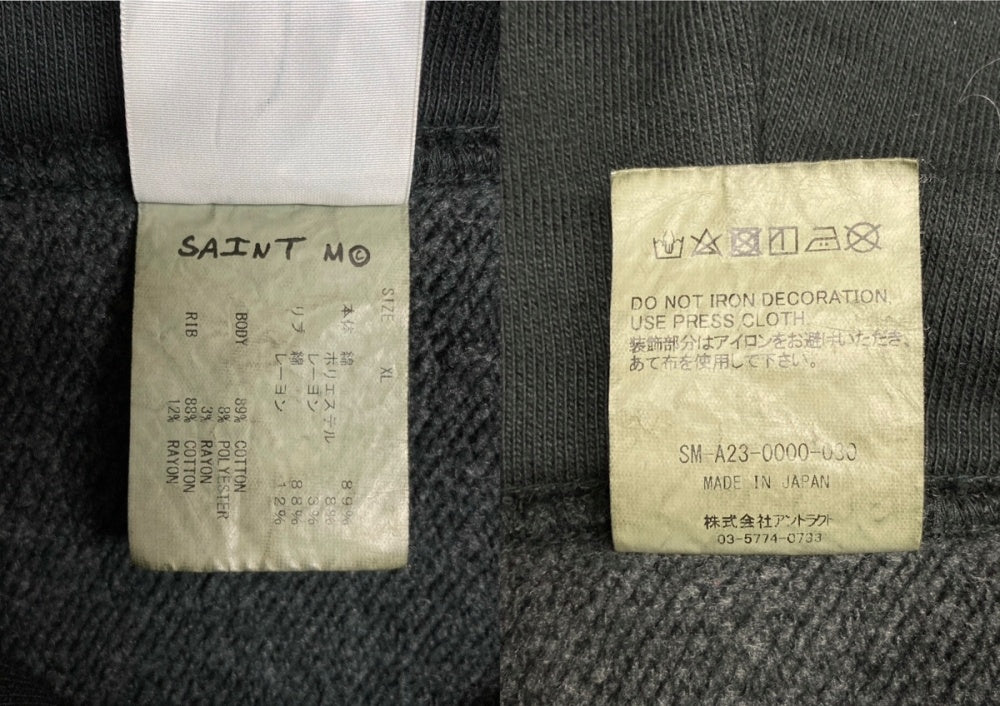 SAINT M©
SIZE XL
本体 綿 89%
ポリエステル 8%
レーヨン 3%
リブ 綿 88%
レーヨン 12%
BODY 89% COTTON
8% POLYESTER
3% RAYON
RIB 88% COTTON
12% RAYON
DO NOT IRON DECORATION,
USE PRESS CLOTH.
装飾部分はアイロンをお避けいただき、
あて布を使用して下さい。
SM-A23-0000-030
MADE IN JAPAN
株式会社アントラクト
03-5774-0733